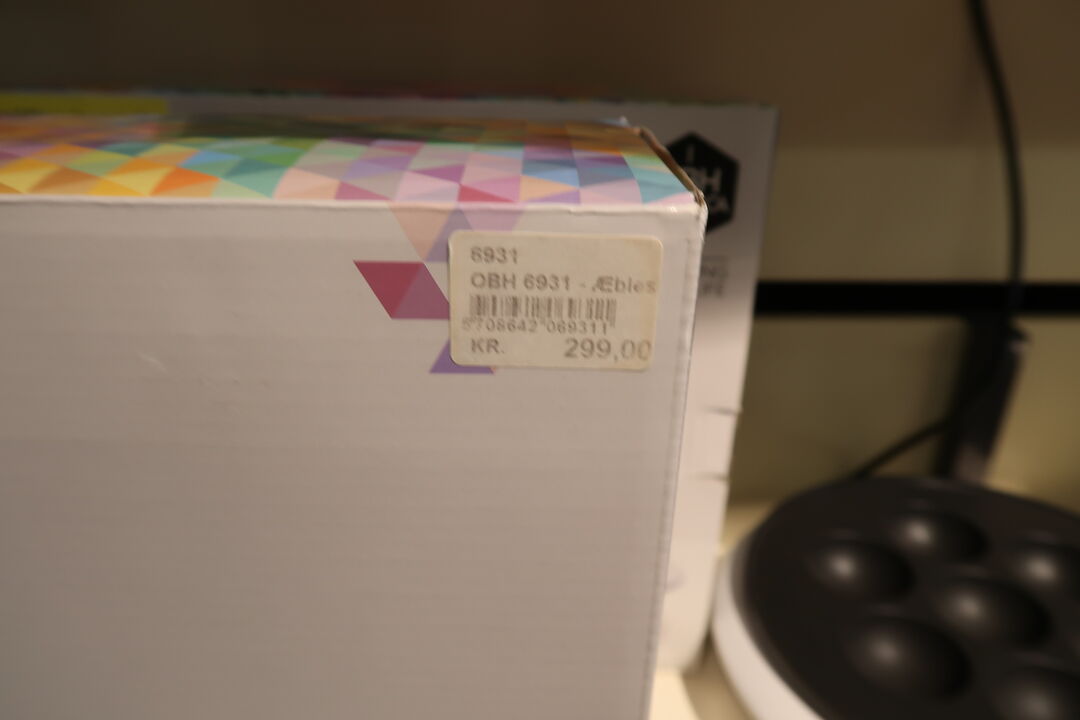 6931
OBH 6931 - Æbles
5708642 069311
KR. 299,00